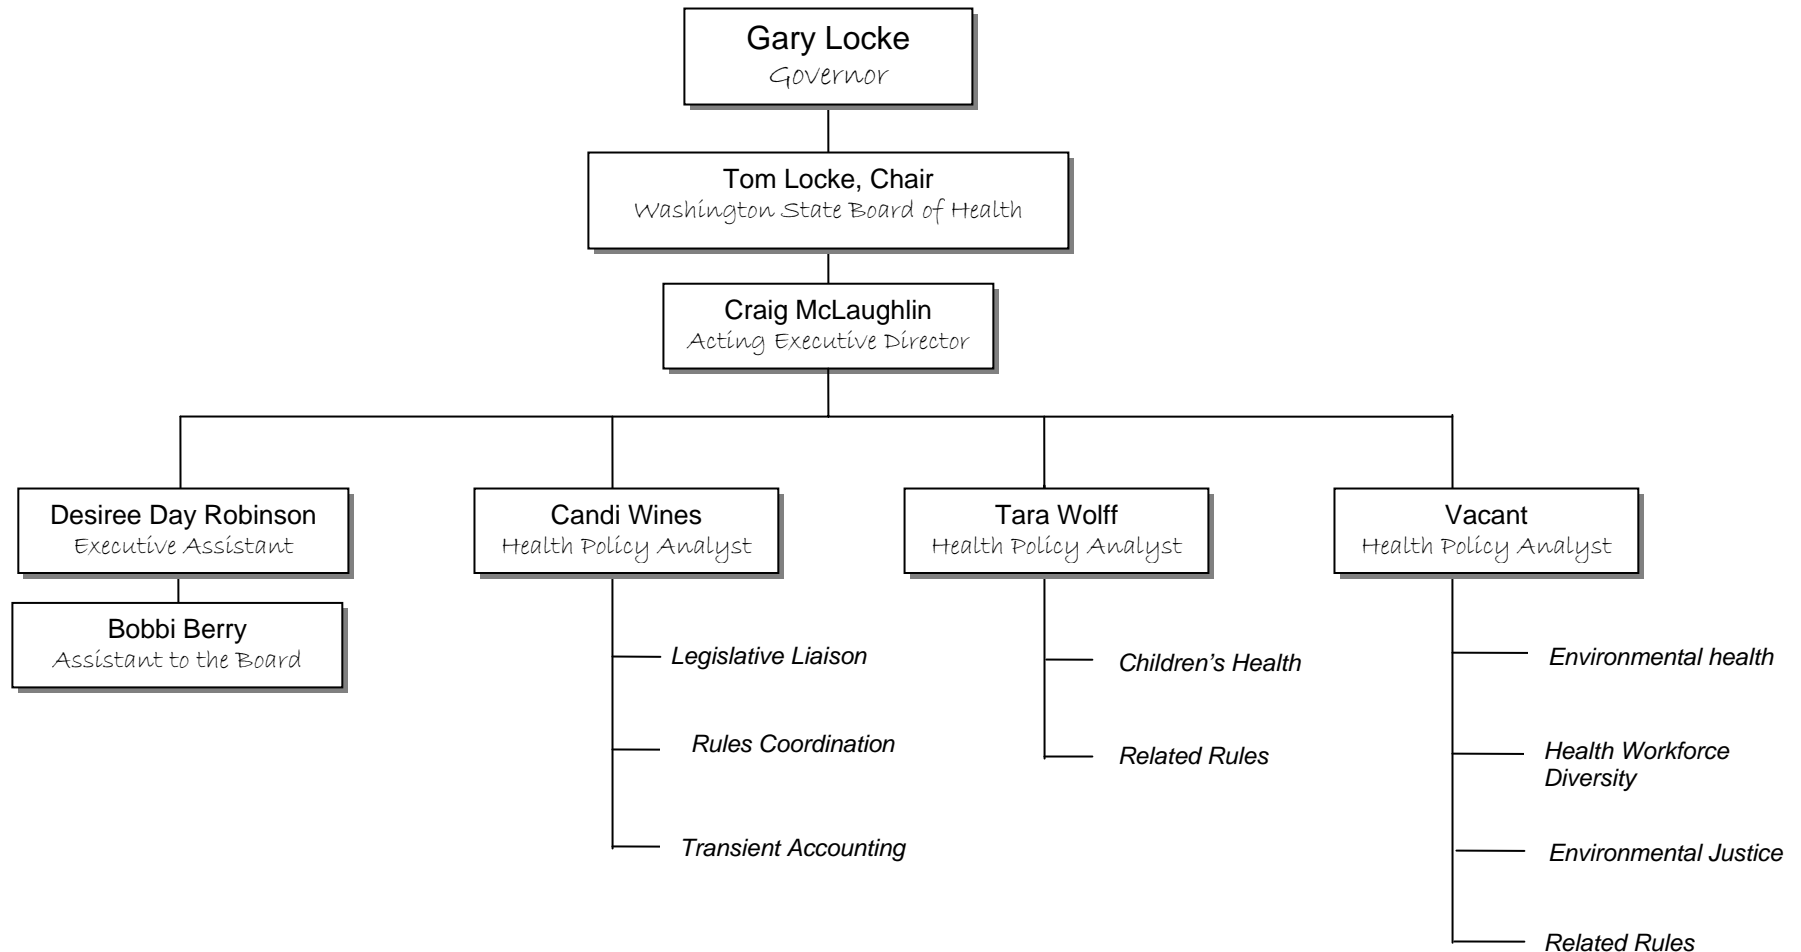 Gary Locke
Governor
Tom Locke, Chair
Washington State Board of Health
Craig McLaughlin
Acting Executive Director
Desiree Day Robinson
Executive Assistant
Bobbi Berry
Assistant to the Board
Candi Wines
Health Policy Analyst
Legislative Liaison
Rules Coordination
Transient Accounting
Tara Wolff
Health Policy Analyst
Children’s Health
Related Rules
Vacant
Health Policy Analyst
Environmental health
Health Workforce
Diversity
Environmental Justice
Related Rules